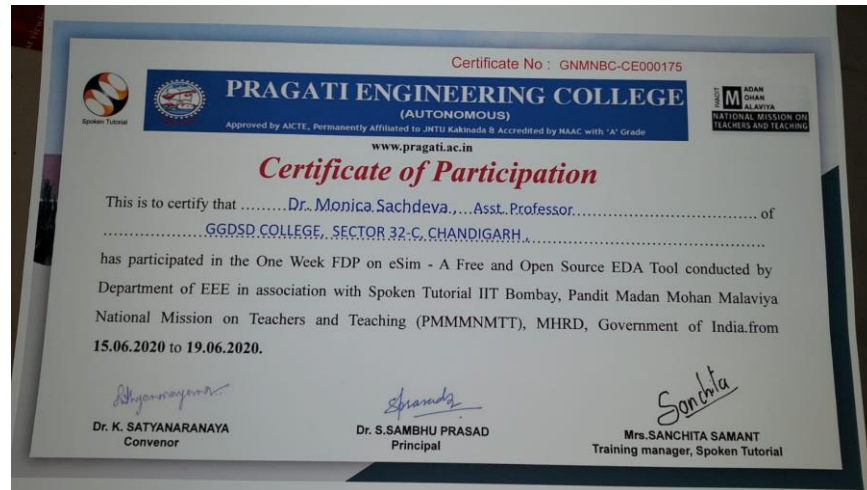 Certificate No : GNMNBC-CE000175
Spoken Tutorial
PRAGATI ENGINEERING COLLEGE
(AUTONOMOUS)
Approved by AICTE, Permanently Affiliated to JNTU Kakinada & Accredited by NAAC with 'A' Grade
PANDIT
MADAN
MOHAN
MALAVIYA
NATIONAL MISSION ON
TEACHERS AND TEACHING
www.pragati.ac.in
Certificate of Participation
This is to certify that ......... Dr. Monica Sachdeva., ... Asst. Professor .................................. of
....................... GGDSD COLLEGE, SECTOR 32-C, CHANDIGARH , ...................................................
has participated in the One Week FDP on eSim - A Free and Open Source EDA Tool conducted by
Department of EEE in association with Spoken Tutorial IIT Bombay, Pandit Madan Mohan Malaviya
National Mission on Teachers and Teaching (PMMMNMTT), MHRD, Government of India.from
15.06.2020 to 19.06.2020.
Sanchita
Dr. K. SATYANARANAYA
Convenor
Dr. S.SAMBHU PRASAD
Principal
Mrs.SANCHITA SAMANT
Training manager, Spoken Tutorial